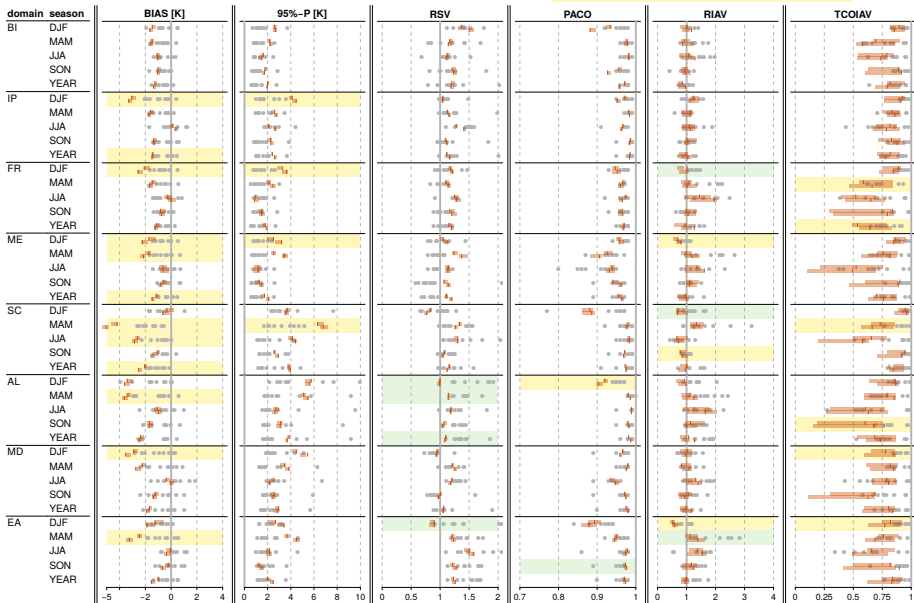 domain season BIAS [K] 95%-P [K] RSV PACO RIAV TCOIAV
BI DJF
MAM
JJA
SON
YEAR
IP DJF
MAM
JJA
SON
YEAR
FR DJF
MAM
JJA
SON
YEAR
ME DJF
MAM
JJA
SON
YEAR
SC DJF
MAM
JJA
SON
YEAR
AL DJF
MAM
JJA
SON
YEAR
MD DJF
MAM
JJA
SON
YEAR
EA DJF
MAM
JJA
SON
YEAR
−5 −2 0 2 4 0 2 4 6 8 10 0 0.5 1 1.5 2 0.7 0.8 0.9 1 0 1 2 3 4 0 0.25 0.5 0.75 1